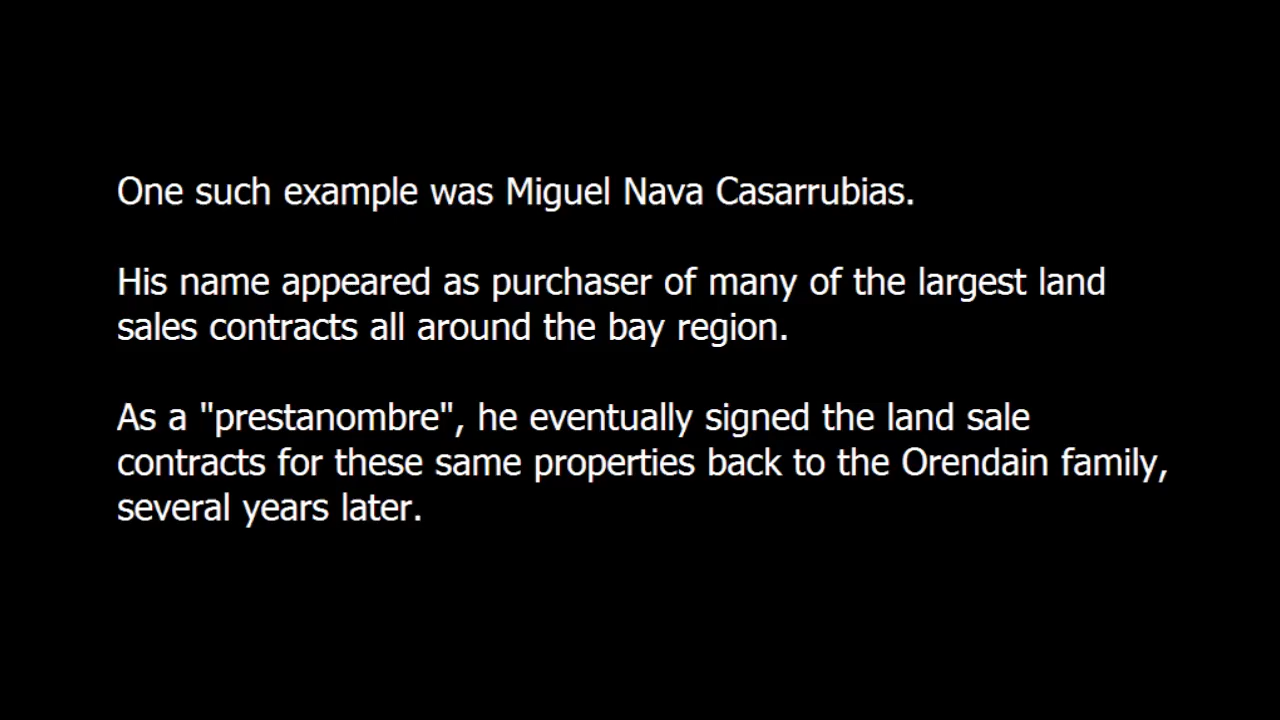 One such example was Miguel Nava Casarrubias.
His name appeared as purchaser of many of the largest land
sales contracts all around the bay region.
As a "prestanombre", he eventually signed the land sale
contracts for these same properties back to the Orendain family,
several years later.